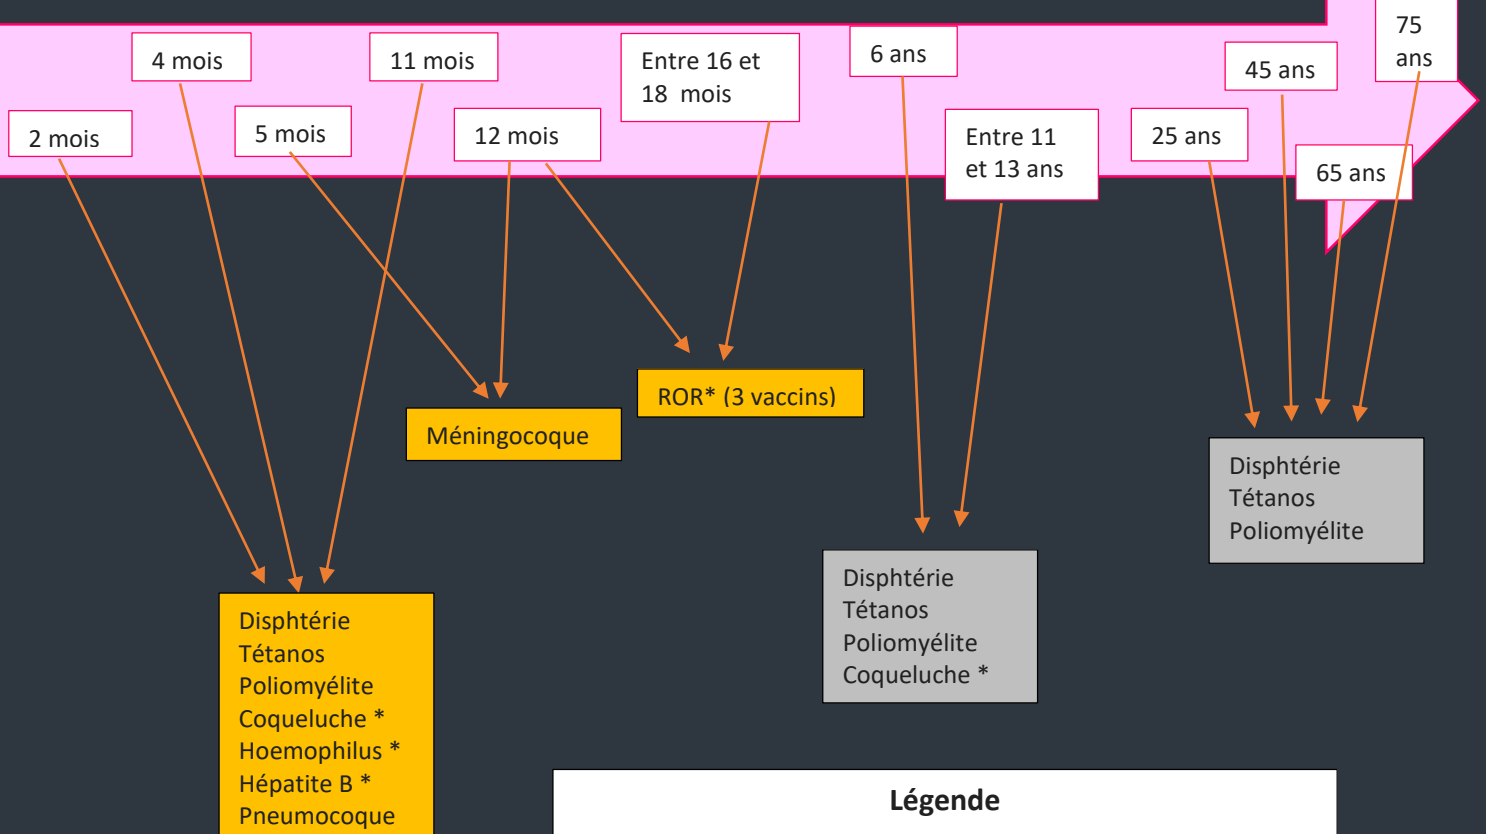 2 mois
4 mois
5 mois
11 mois
12 mois
Entre 16 et
18 mois
6 ans
Entre 11
et 13 ans
25 ans
45 ans
65 ans
75
ans
Méningocoque
ROR* (3 vaccins)
Disphtérie
Tétanos
Poliomyélite
Coqueluche *
Hoemophilus *
Hépatite B *
Pneumocoque
Disphtérie
Tétanos
Poliomyélite
Coqueluche *
Disphtérie
Tétanos
Poliomyélite
Légende